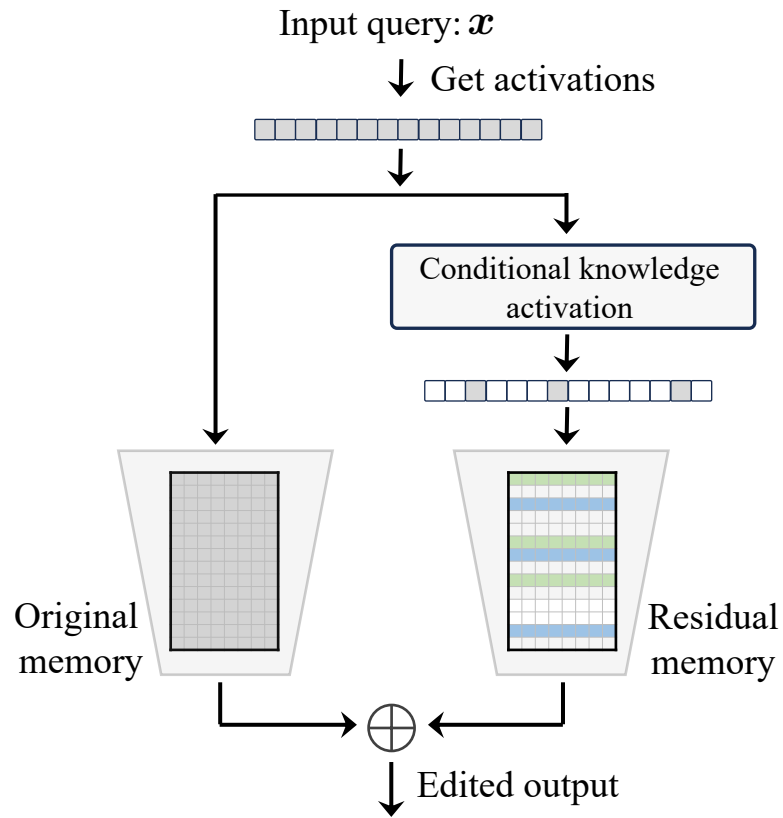 Input query: x
Get activations
Conditional knowledge
activation
Original
memory
Residual
memory
Edited output